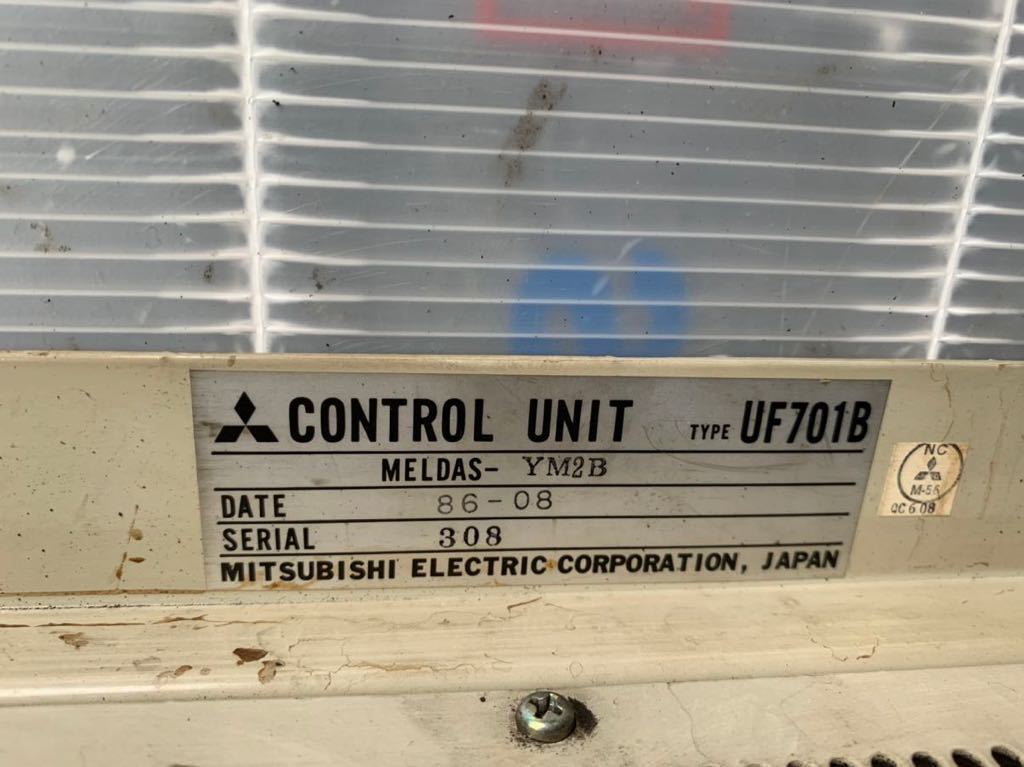 CONTROL UNIT TYPE UF701B
MELDAS- YM2B
DATE 86-08
SERIAL 308
MITSUBISHI ELECTRIC CORPORATION, JAPAN
NC
QC 6 08